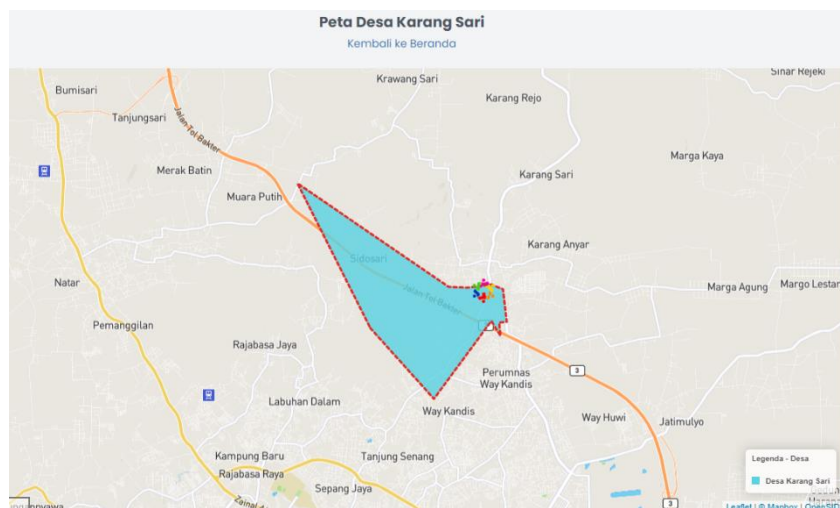 Peta Desa Karang Sari
Kembali ke Beranda
Sinar Rejeki
Krawang Sari
Bumisari
Karang Rejo
Tanjungsari
Jalan Tol Bakter
Marga Kaya
Merak Batin
Karang Sari
Muara Putih
Karang Anyar
Sidosari
Natar
Jalan Tol Bakter
Marga Agung
Margo Lestar
Pemanggilan
Rajabasa Jaya
Perumnas
Way Kandis
3
Labuhan Dalam
Way Kandis
Way Huwi
Jatimulyo
Kampung Baru
Tanjung Senang
Rajabasa Raya
Sepang Jaya
Legenda - Desa
Desa Karang Sari
3
Leaflet | © Mapbox